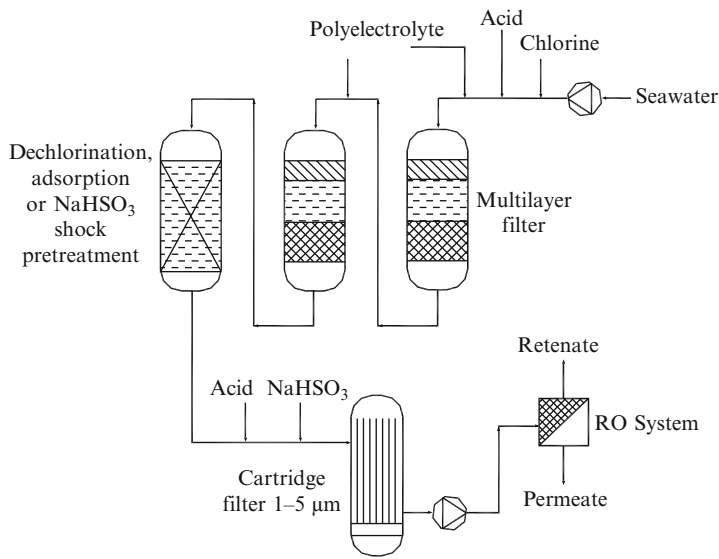 Acid
Polyelectrolyte
Chlorine
Seawater
Dechlorination,
adsorption
or NaHSO₃
shock
pretreatment
Multilayer
filter
Retenate
Acid
NaHSO₃
RO System
Cartridge
filter 1–5 μm
Permeate